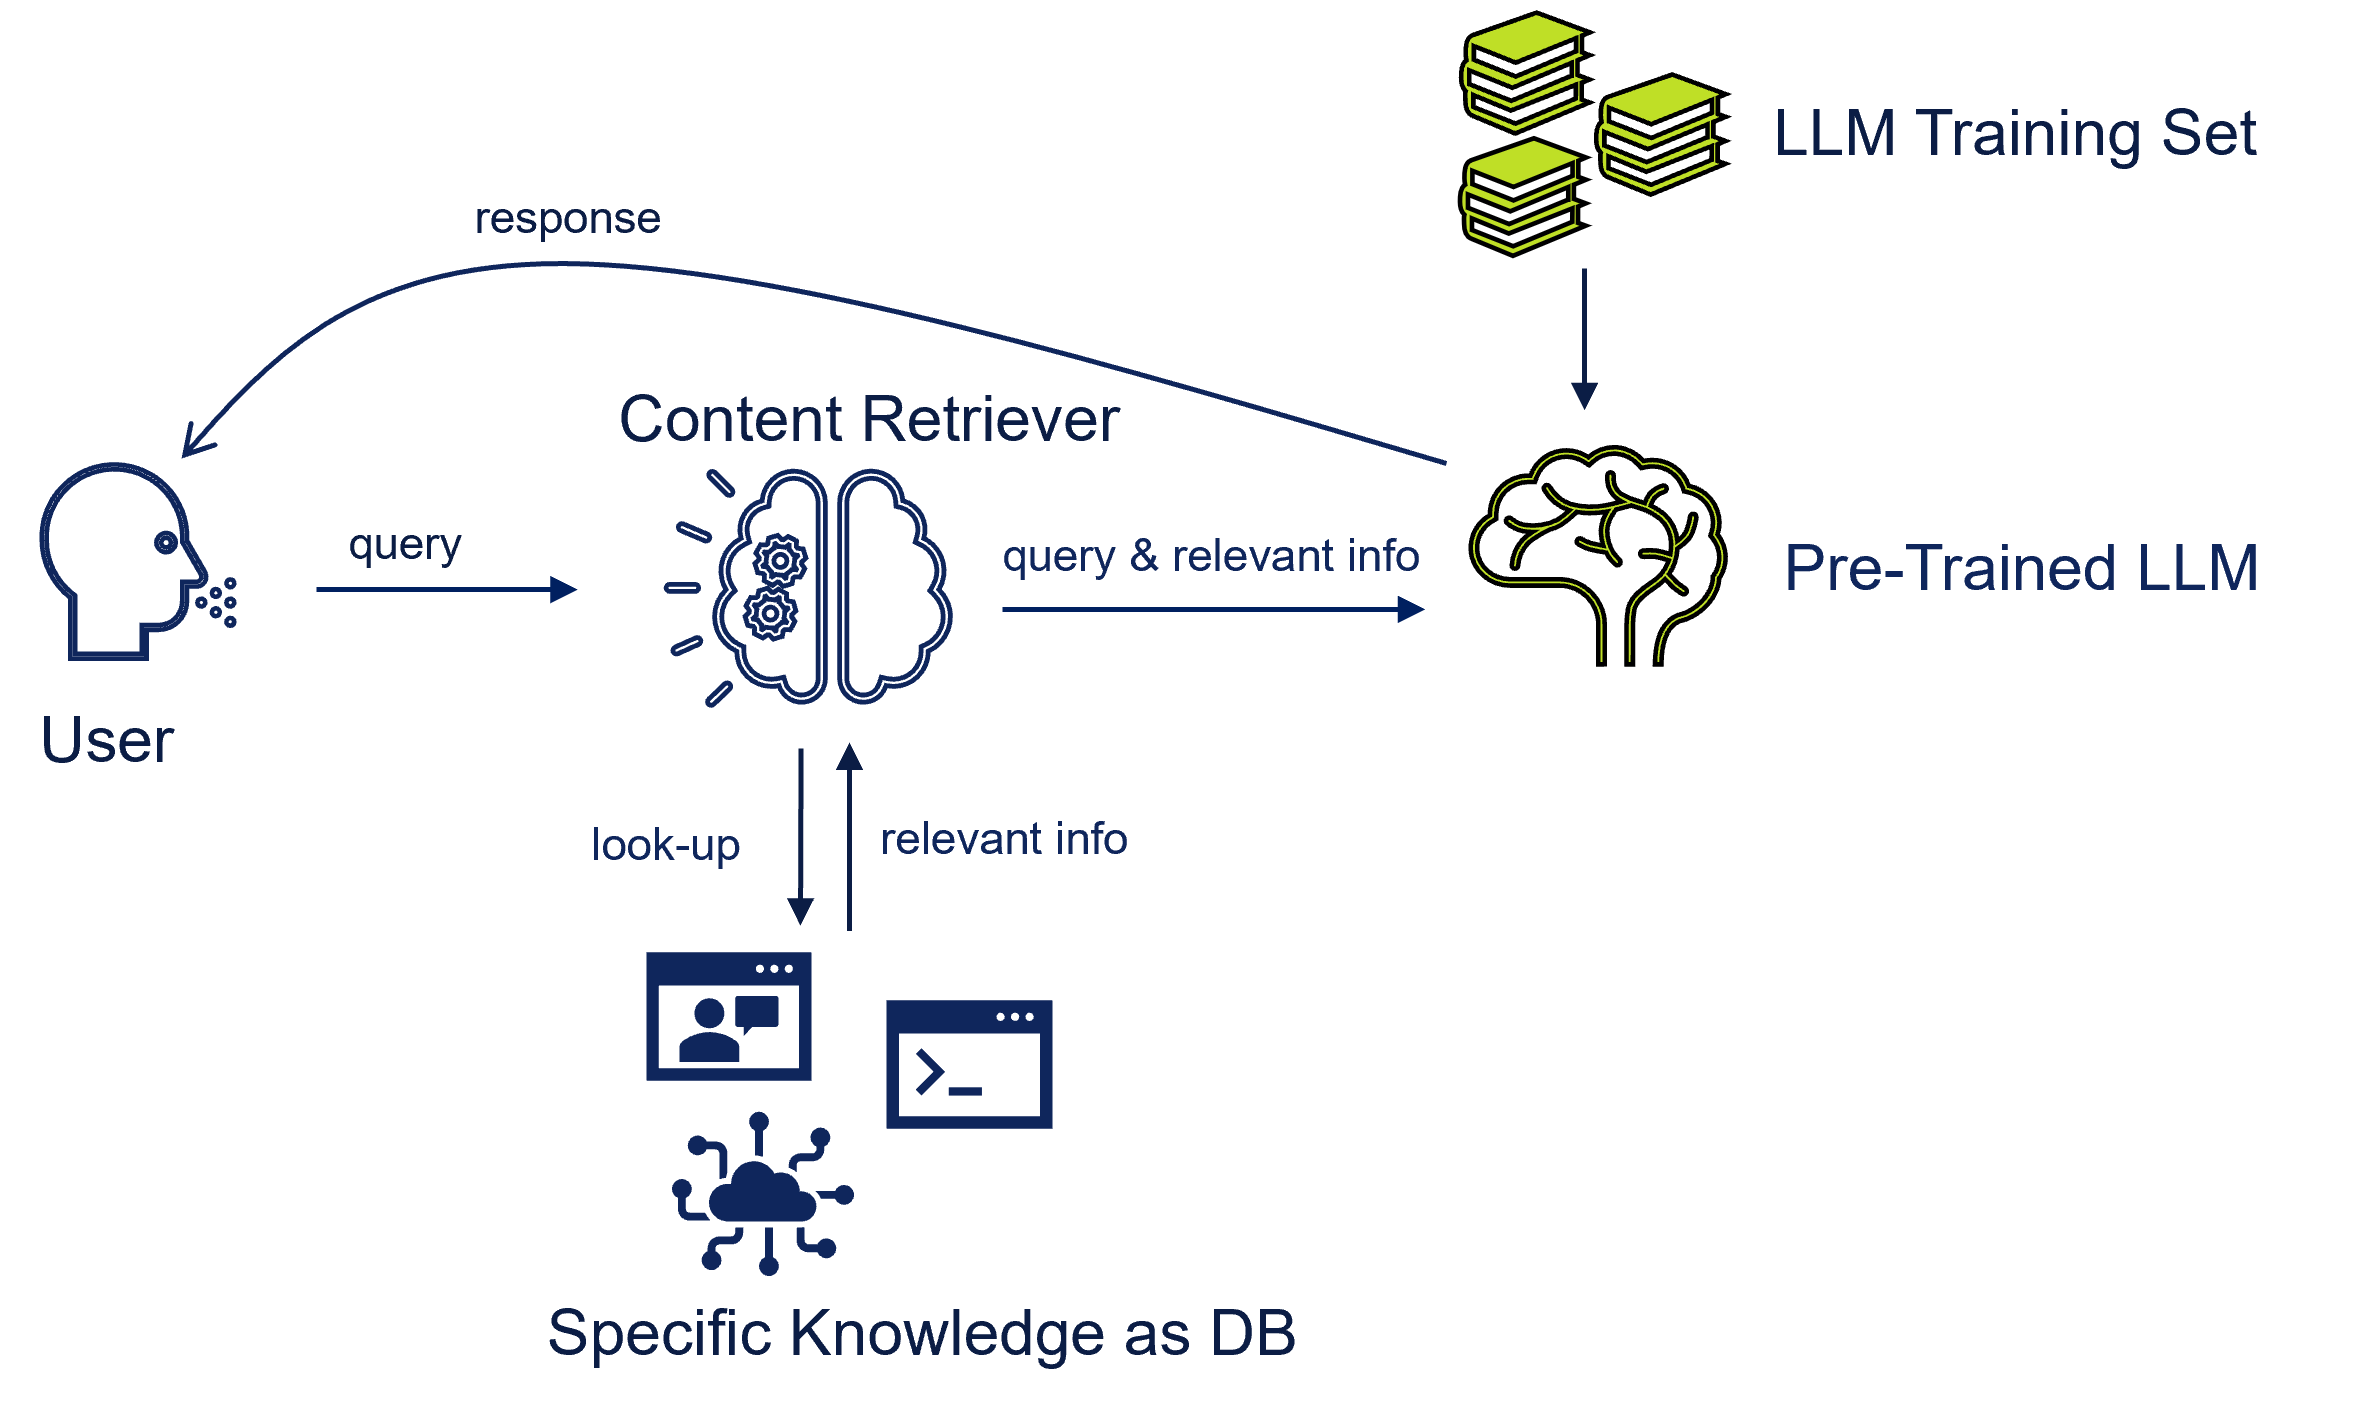 LLM Training Set
response
Content Retriever
query
query & relevant info
Pre-Trained LLM
User
look-up
relevant info
>_
Specific Knowledge as DB